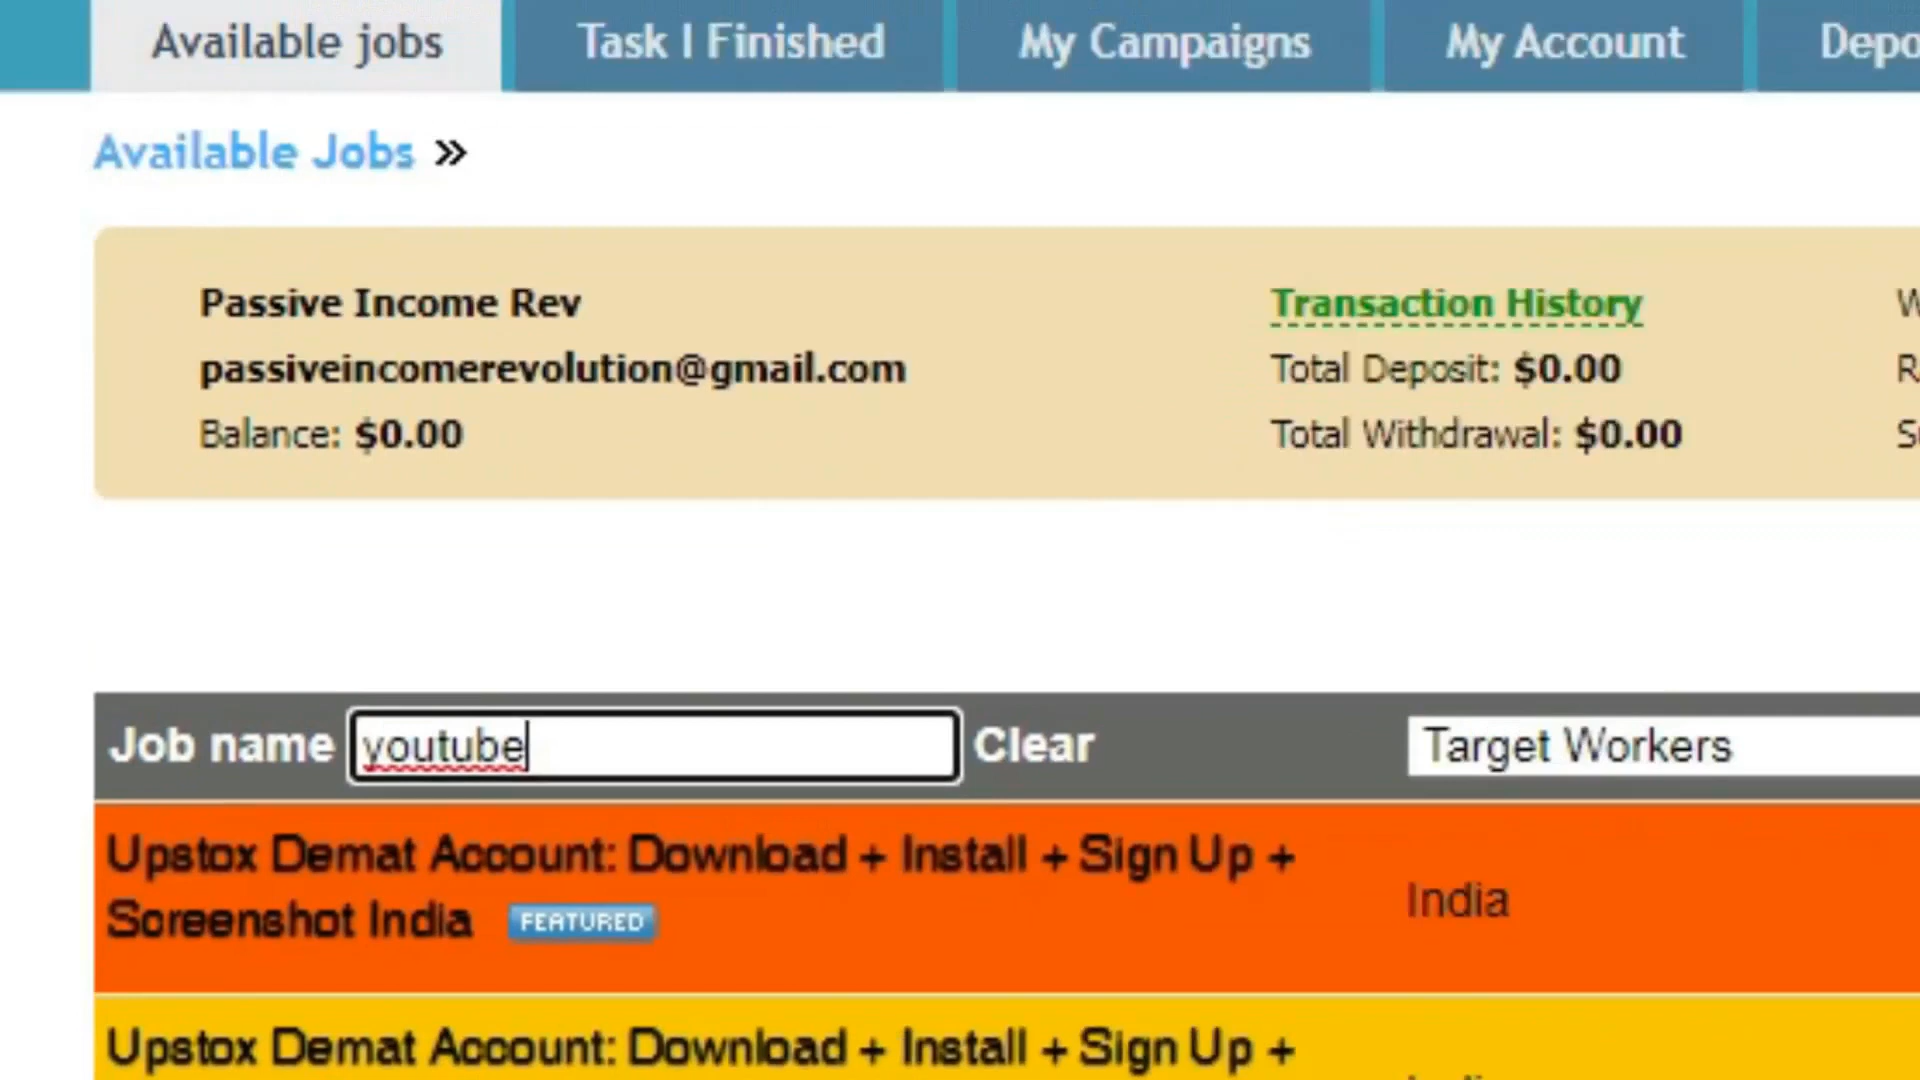 Available jobs Task I Finished My Campaigns My Account
Available Jobs »
Passive Income Rev Transaction History
passiveincomerevolution@gmail.com Total Deposit: $0.00
Balance: $0.00 Total Withdrawal: $0.00
Job name youtube Clear Target Workers
Upstox Demat Account: Download + Install + Sign Up +
Screenshot India FEATURED India
Upstox Demat Account: Download + Install + Sign Up +